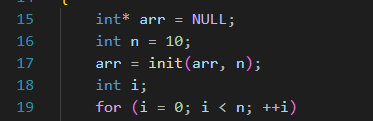 15 int* arr = NULL;
16 int n = 10;
17 arr = init(arr, n);
18 int i;
19 for (i = 0; i < n; ++i)